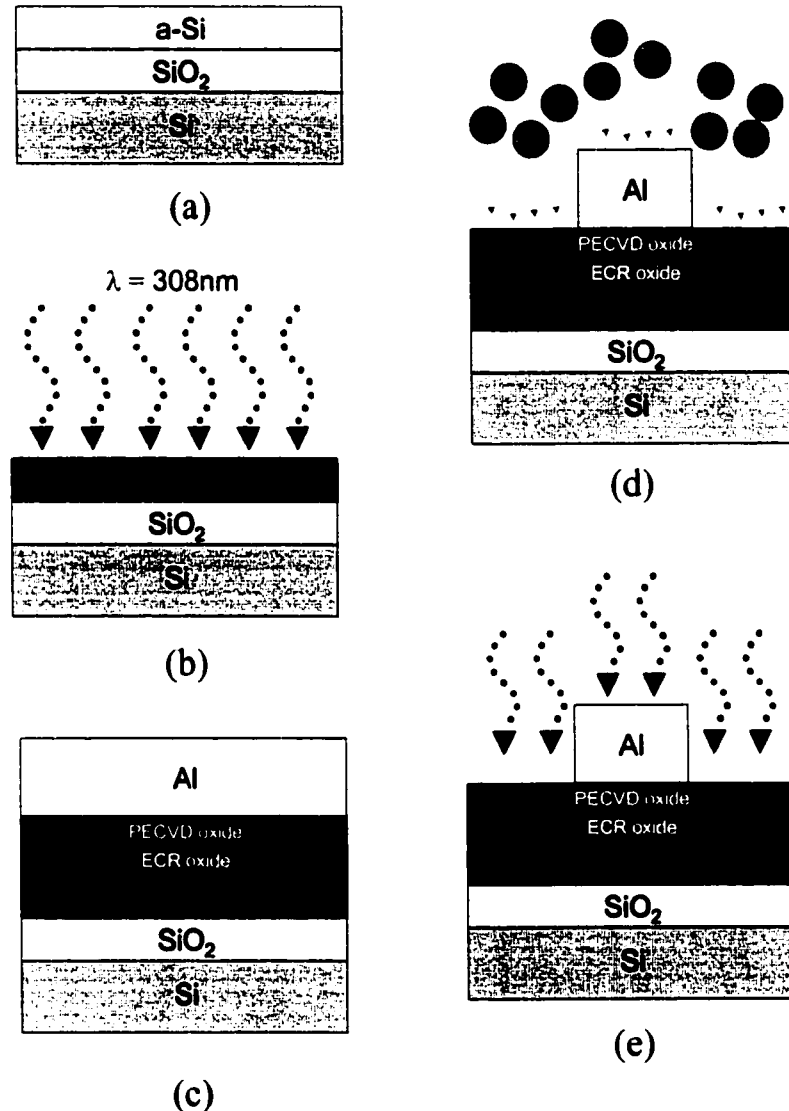 a-Si
SiO₂
Si
(a)
λ = 308nm
SiO₂
Si
(b)
Al
PECVD oxide
ECR oxide
SiO₂
Si
(c)
Al
PECVD oxide
ECR oxide
SiO₂
Si
(d)
Al
PECVD oxide
ECR oxide
SiO₂
Si
(e)